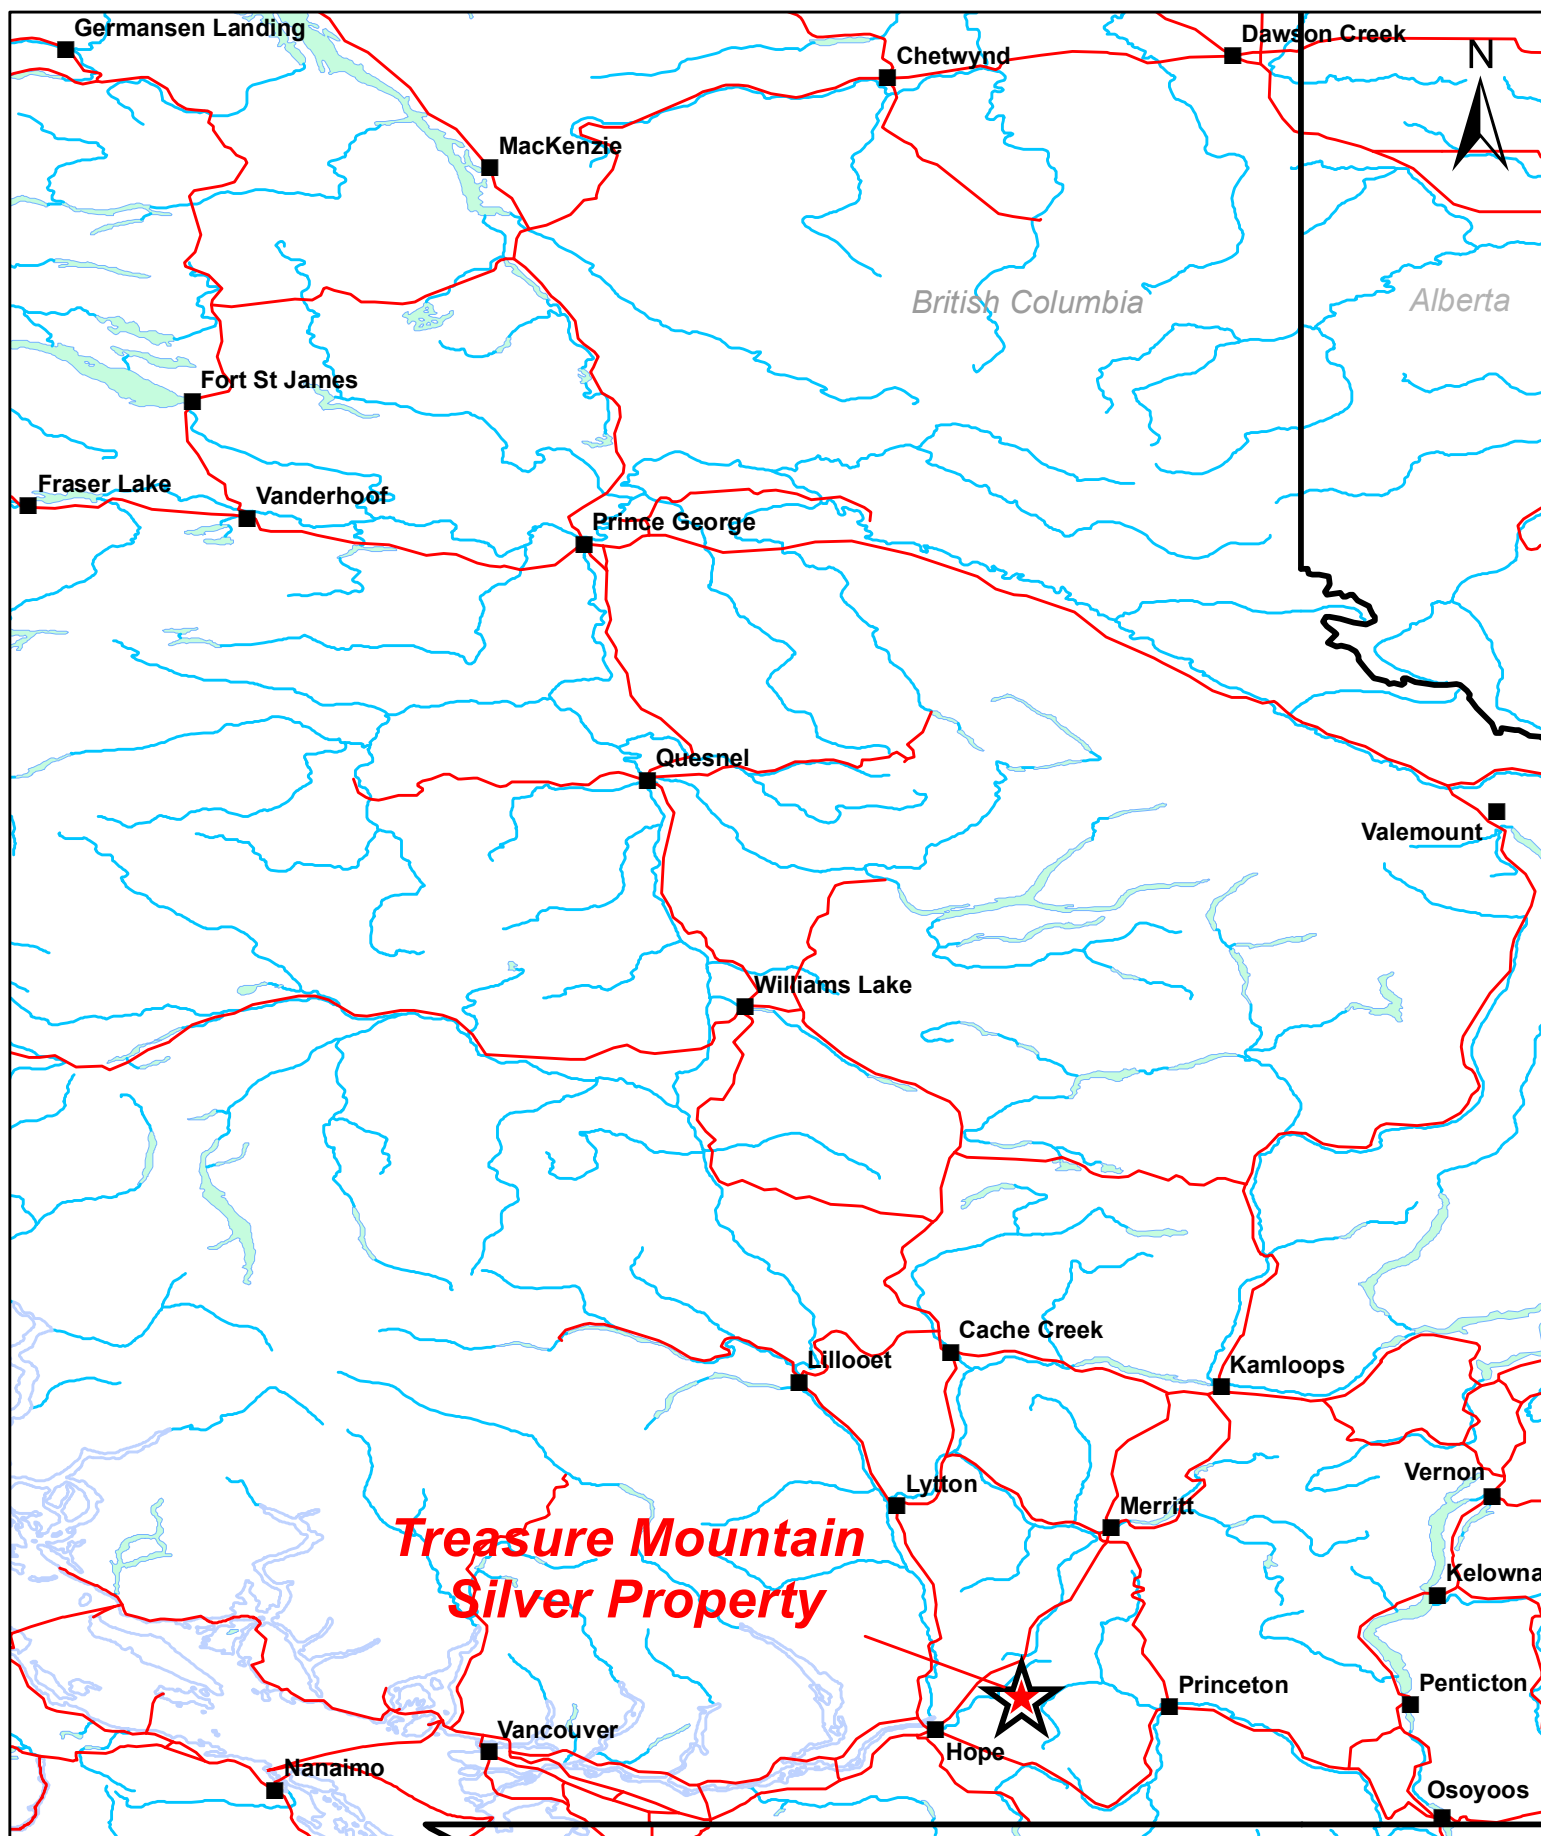 Germansen Landing
Dawson Creek
Chetwynd
N
MacKenzie
British Columbia
Alberta
Fort St James
Fraser Lake
Vanderhoof
Prince George
Quesnel
Valemount
Williams Lake
Cache Creek
Lillooet
Kamloops
Vernon
Lytton
Merritt
Treasure Mountain
Silver Property
Kelowna
Princeton
Penticton
Vancouver
Hope
Nanaimo
Osoyoos